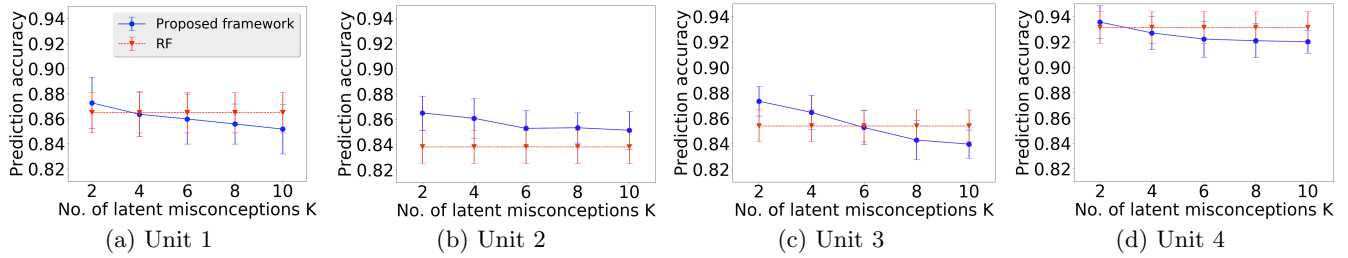 Prediction accuracy
0.94
0.92
0.90
0.88
0.86
0.84
0.82
Proposed framework
RF
2 4 6 8 10
No. of latent misconceptions K
(a) Unit 1
Prediction accuracy
0.94
0.92
0.90
0.88
0.86
0.84
0.82
2 4 6 8 10
No. of latent misconceptions K
(b) Unit 2
Prediction accuracy
0.94
0.92
0.90
0.88
0.86
0.84
0.82
2 4 6 8 10
No. of latent misconceptions K
(c) Unit 3
Prediction accuracy
0.94
0.92
0.90
0.88
0.86
0.84
0.82
2 4 6 8 10
No. of latent misconceptions K
(d) Unit 4